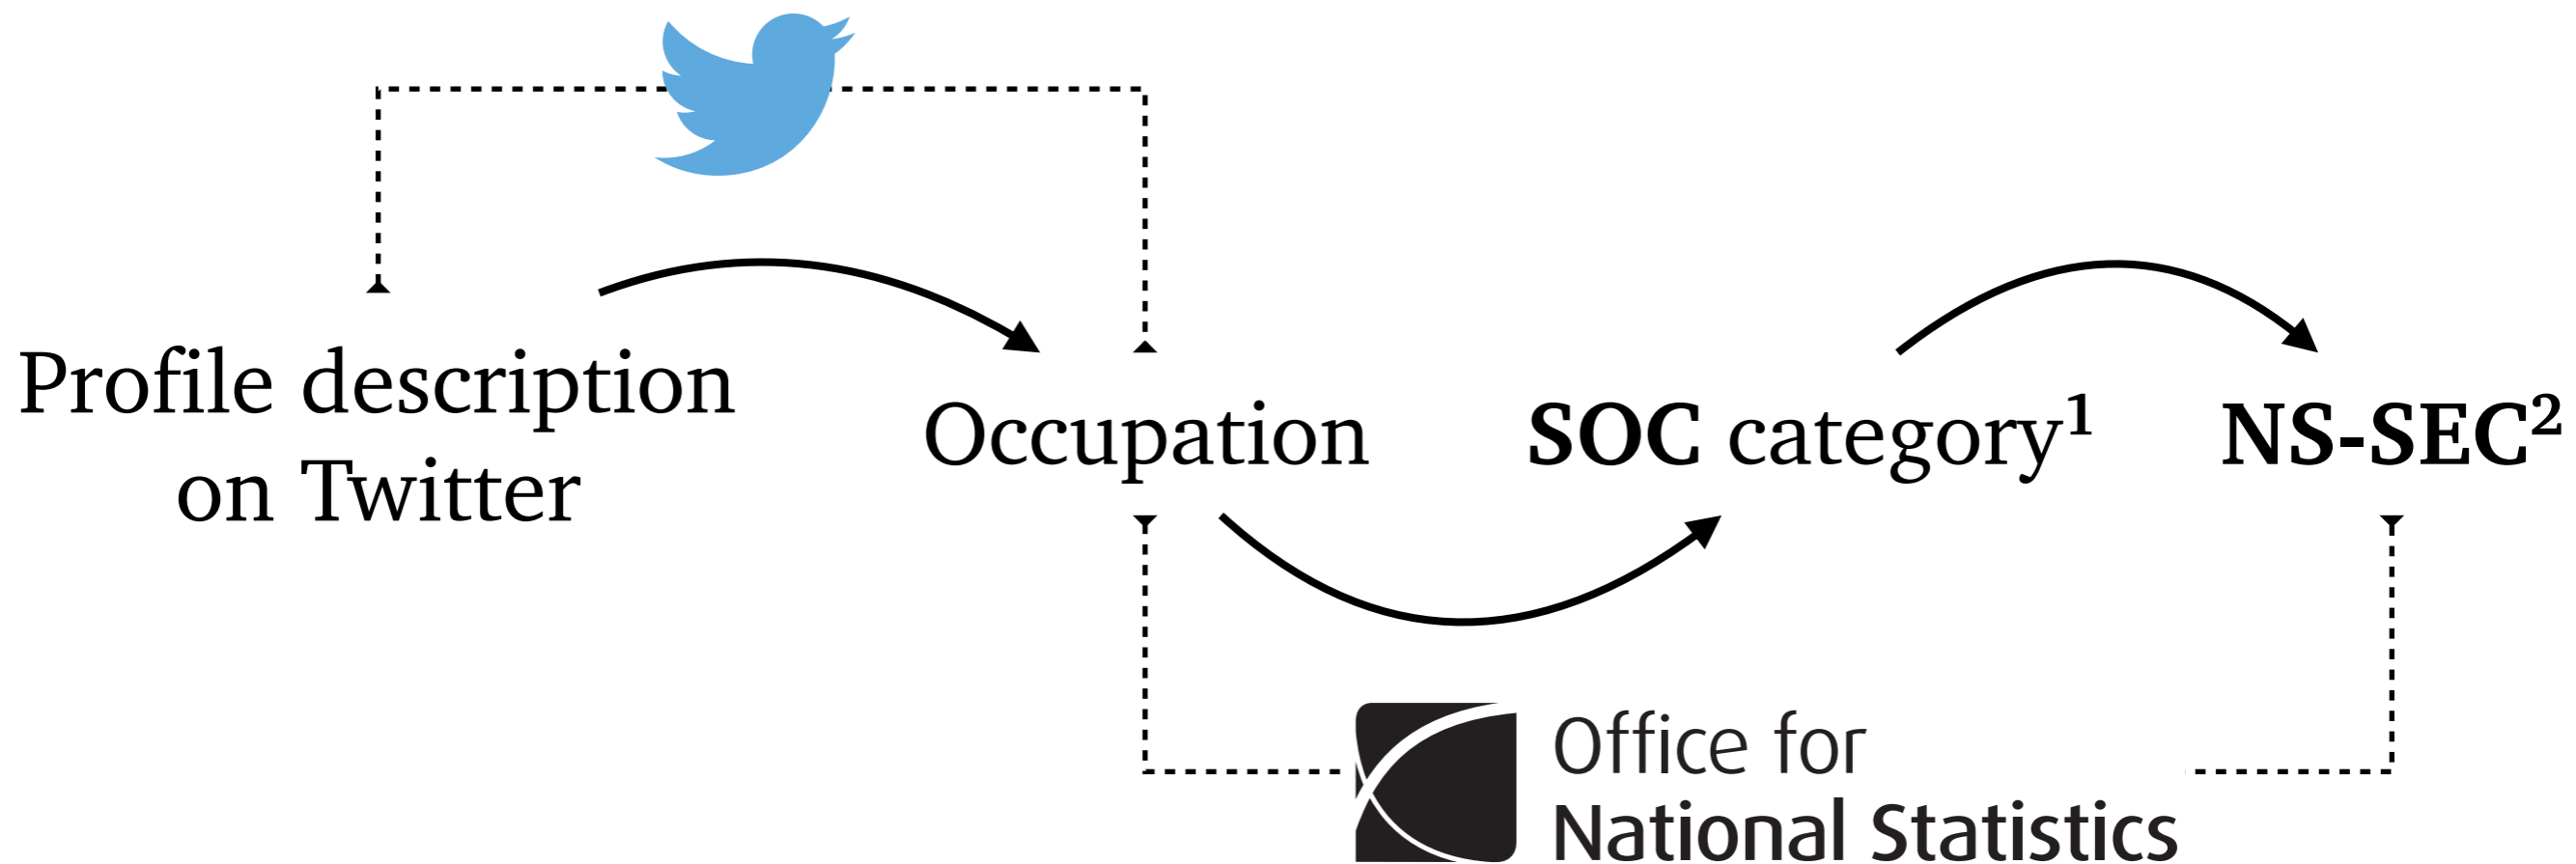 Profile description
on Twitter
Occupation
SOC category¹
NS-SEC²
Office for
National Statistics